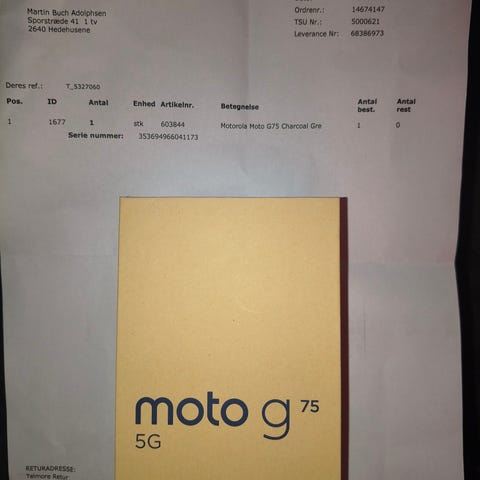 Martin Buch Adolphsen
Sporstræde 41 1 tv
2640 Hedehusene
Ordrenr.: 14674147
TSU Nr.: 5000621
Leverance Nr: 68386973
Deres ref.: T_5327060
Pos. ID Antal Enhed Artikelnr. Betegnelse Antal best. Antal rest
1 1677 1 stk 603844 Motorola Moto G75 Charcoal Gre 1 0
Serie nummer: 353694966041173
moto g 75
5G
RETURADRESSE:
Telmore Retur